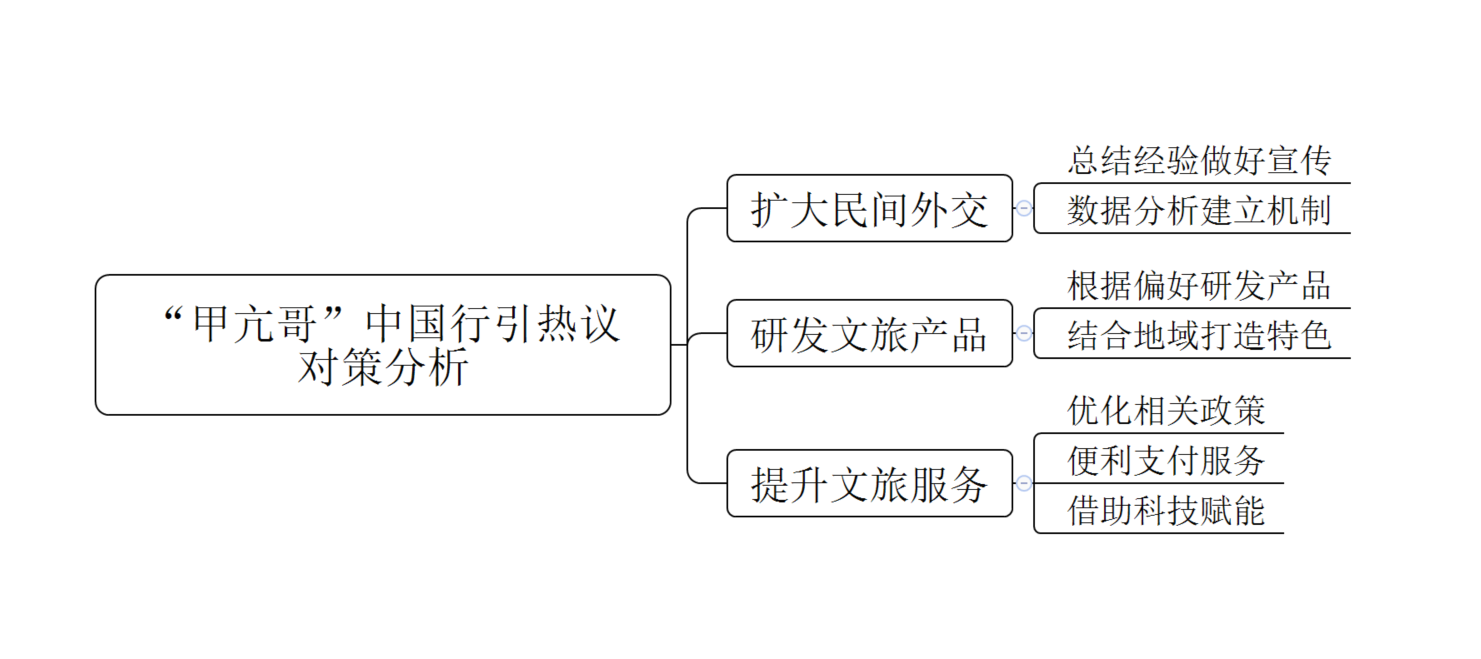 “甲亢哥”中国行引热议
对策分析
扩大民间外交
总结经验做好宣传
数据分析建立机制
研发文旅产品
根据偏好研发产品
结合地域打造特色
提升文旅服务
优化相关政策
便利支付服务
借助科技赋能